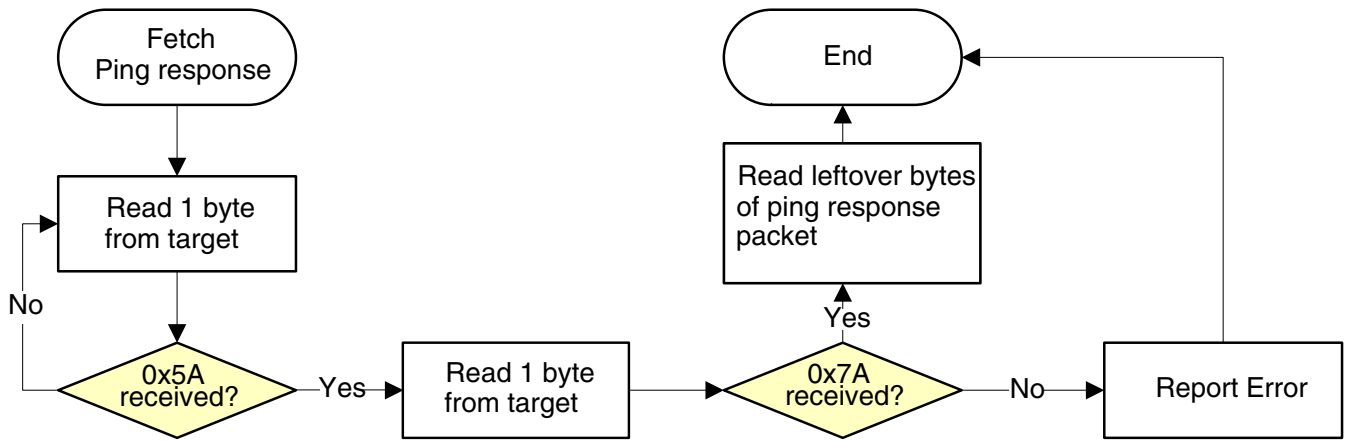 Fetch
Ping response
Read 1 byte
from target
No
0x5A
received?
Yes
Read 1 byte
from target
0x7A
received?
Yes
Read leftover bytes
of ping response
packet
End
No
Report Error